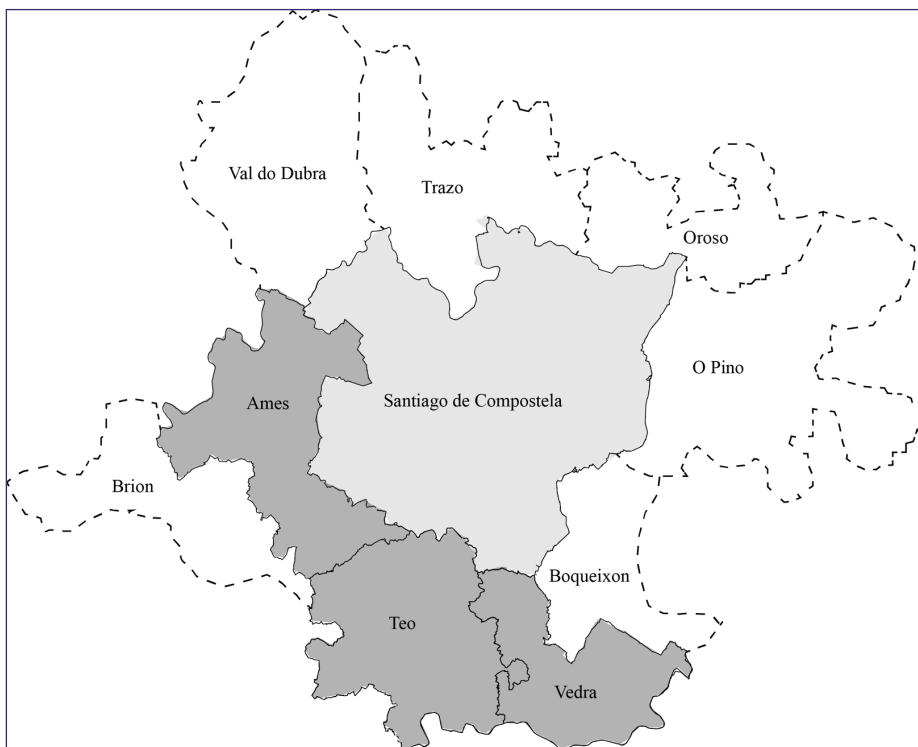 Val do Dubra
Trazo
Oroso
O Pino
Santiago de Compostela
Ames
Brion
Boqueixon
Teo
Vedra